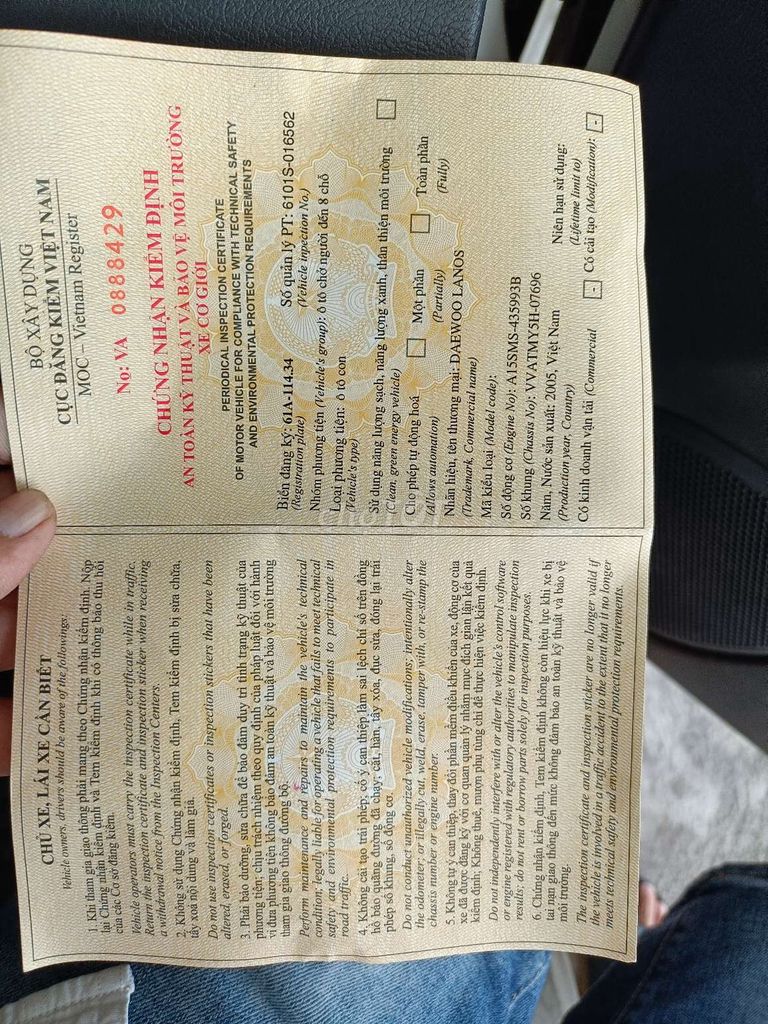 CHỦ XE, LÁI XE CẦN BIẾT
Vehicle owners, drivers should be aware of the followings:
1. Khi tham gia giao thông phải mang theo Chứng nhận kiểm định. Nộp
lại Chứng nhận kiểm định và Tem kiểm định khi có thông báo thu hồi
của các Cơ sở đăng kiểm.
Vehicle operators must carry the inspection certificate while in traffic.
Return the inspection certificate and inspection sticker when receiving
a withdrawal notice from the Inspection Centers.
2. Không sử dụng Chứng nhận kiểm định, Tem kiểm định bị sửa chữa,
tẩy xoá nội dung và làm giả.
Do not use inspection certificates or inspection stickers that have been
altered, erased, or forged.
3. Phải bảo dưỡng, sửa chữa để bảo đảm duy trì tình trạng kỹ thuật của
phương tiện; chịu trách nhiệm theo quy định của pháp luật đối với hành
vi đưa phương tiện không bảo đảm an toàn kỹ thuật và bảo vệ môi trường
tham gia giao thông đường bộ.
Perform maintenance and repairs to maintain the vehicle's technical
condition; legally liable for operating a vehicle that fails to meet technical
safety and environmental protection requirements to participate in
road traffic.
4. Không cải tạo trái phép; cố ý can thiệp làm sai lệch chỉ số trên đồng
hồ báo quãng đường đã chạy; cắt, hàn, tẩy xóa, đục sửa, đóng lại trái
phép số khung, số động cơ.
Do not conduct unauthorized vehicle modifications; intentionally alter
the odometer; or illegally cut, weld, erase, tamper with, or re-stamp the
chassis number or engine number.
5. Không tự ý can thiệp, thay đổi phần mềm điều khiển của xe, động cơ của
xe đã được đăng ký với cơ quan quản lý nhằm mục đích gian lận kết quả
kiểm định; Không thuê, mượn phụ tùng chỉ để thực hiện việc kiểm định.
Do not independently interfere with or alter the vehicle's control software
or engine registered with regulatory authorities to manipulate inspection
results; do not rent or borrow parts solely for inspection purposes.
6. Chứng nhận kiểm định, Tem kiểm định không còn hiệu lực khi xe bị
tai nạn giao thông đến mức không đảm bảo an toàn kỹ thuật và bảo vệ
môi trường.
The inspection certificate and inspection sticker are no longer valid if
the vehicle is involved in a traffic accident to the extent that it no longer
meets technical safety and environmental protection requirements.
BỘ XÂY DỰNG
CỤC ĐĂNG KIỂM VIỆT NAM
MOC - Vietnam Register
No: VA 0888429
CHỨNG NHẬN KIỂM ĐỊNH
AN TOÀN KỸ THUẬT VÀ BẢO VỆ MÔI TRƯỜNG
XE CƠ GIỚI
PERIODICAL INSPECTION CERTIFICATE
OF MOTOR VEHICLE FOR COMPLIANCE WITH TECHNICAL SAFETY
AND ENVIRONMENTAL PROTECTION REQUIREMENTS
Biển đăng ký: 61A-114.34 Số quản lý PT: 6101S-016562
(Registration plate) (Vehicle inpection No.)
Nhóm phương tiện (Vehicle's group): ô tô chở người đến 8 chỗ
Loại phương tiện: ô tô con
(Vehicle's type)
Sử dụng năng lượng sạch, năng lượng xanh, thân thiện môi trường
(Clean, green energy vehicle)
Cho phép tự động hoá Một phần Toàn phần
(Allows automation) (Partially) (Fully)
Nhãn hiệu, tên thương mại: DAEWOO LANOS
(Trademark, Commercial name)
Mã kiểu loại (Model code):
Số động cơ (Engine No): A15SMS-435993B
Số khung (Chassis No): VVATMY5H-07696
Năm, Nước sản xuất: 2005, Việt Nam Niên hạn sử dụng:
(Production year, Country) (Lifetime limit to)
Có kinh doanh vận tải (Commercial - Có cải tạo (Modification): -